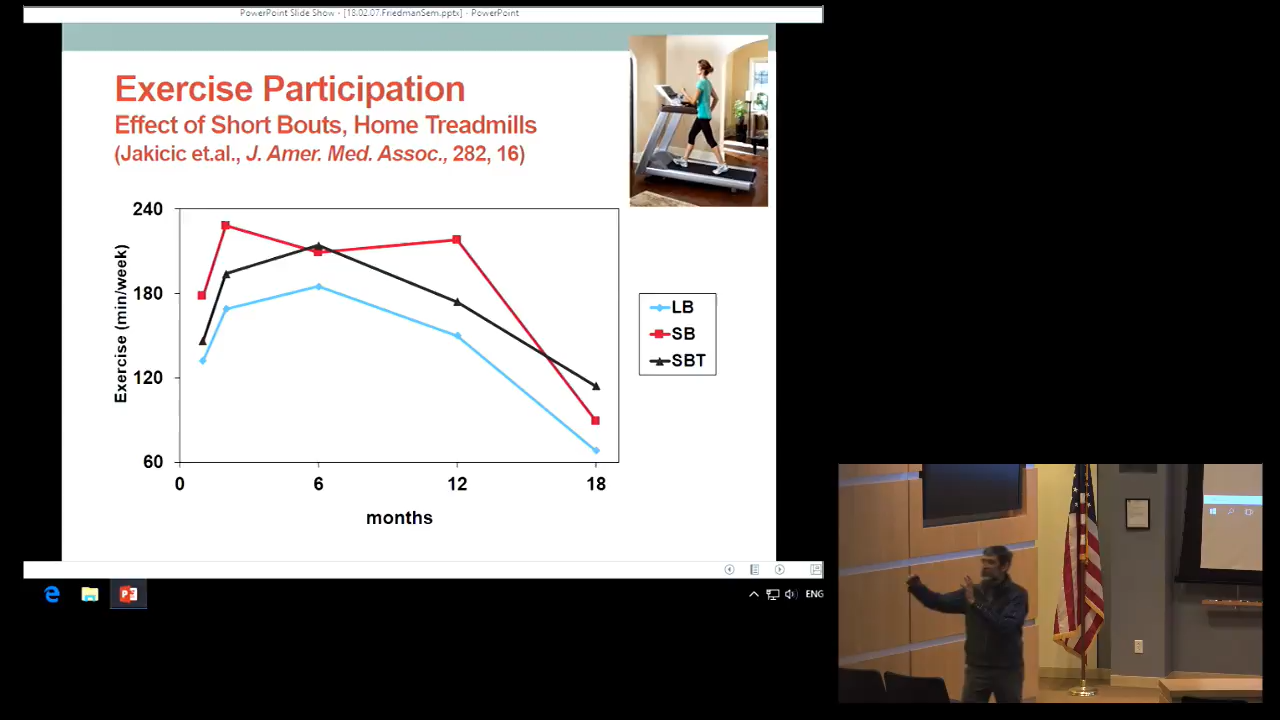 PowerPoint Slide Show - [18.02.07.FriedmanSem.pptx] - PowerPoint
Exercise Participation
Effect of Short Bouts, Home Treadmills
(Jakicic et.al., J. Amer. Med. Assoc., 282, 16)
240
180
120
60
Exercise (min/week)
0 6 12 18
months
LB
SB
SBT
ENG